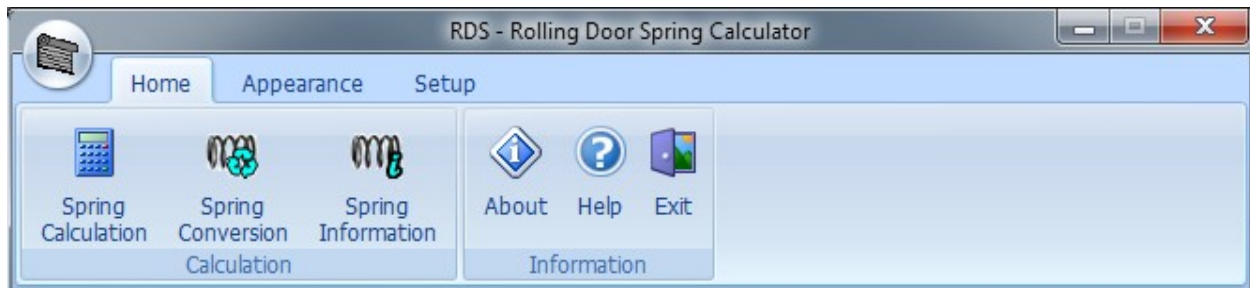 RDS - Rolling Door Spring Calculator
Home Appearance Setup
Spring Calculation
Spring Conversion
Spring Information
About Help Exit
Calculation
Information